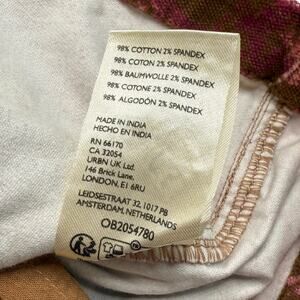 98% COTTON 2% SPANDEX
98% COTON 2% SPANDEX
98% BAUMWOLLE 2% SPANDEX
98% COTONE 2% SPANDEX
98% ALGODÓN 2% SPANDEX
MADE IN INDIA
HECHO EN INDIA
RN 66170
CA 32054
URBN UK Ltd.
146 Brick Lane,
LONDON, E1 6RU
LEIDSESTRAAT 32, 1017 PB
AMSTERDAM, NETHERLANDS
OB2054780